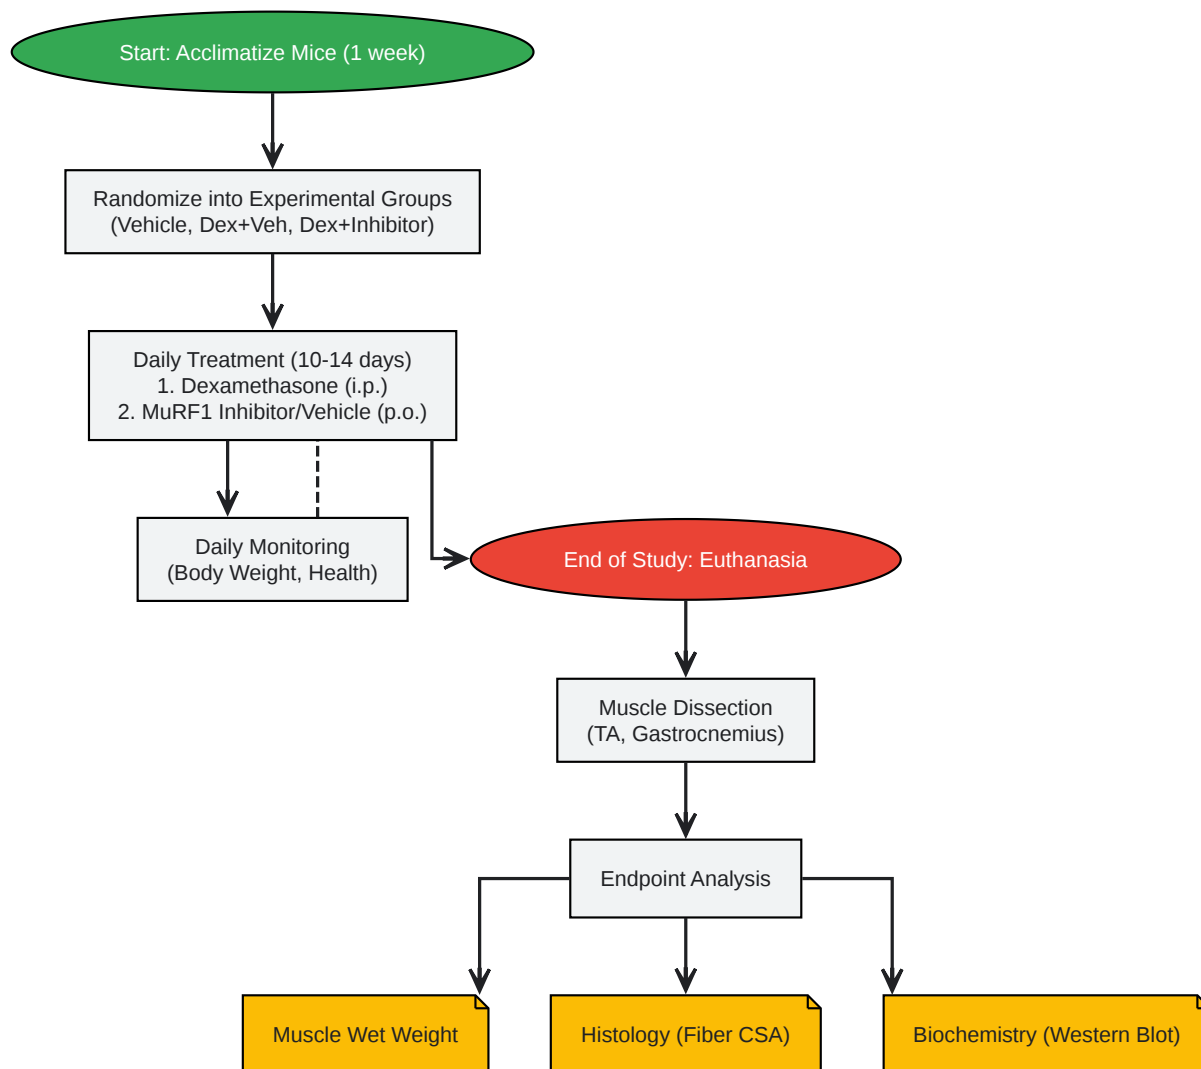 Start: Acclimatize Mice (1 week)
Randomize into Experimental Groups
(Vehicle, Dex+Veh, Dex+Inhibitor)
Daily Treatment (10-14 days)
1. Dexamethasone (i.p.)
2. MuRF1 Inhibitor/Vehicle (p.o.)
Daily Monitoring
(Body Weight, Health)
End of Study: Euthanasia
Muscle Dissection
(TA, Gastrocnemius)
Endpoint Analysis
Muscle Wet Weight
Histology (Fiber CSA)
Biochemistry (Western Blot)